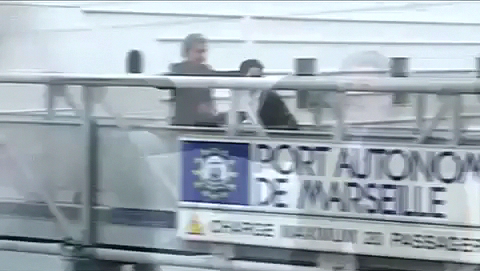 PORT AUTONOM
DE MARSEILLE
CHARGE MAXIMUM 20 PASSAGER